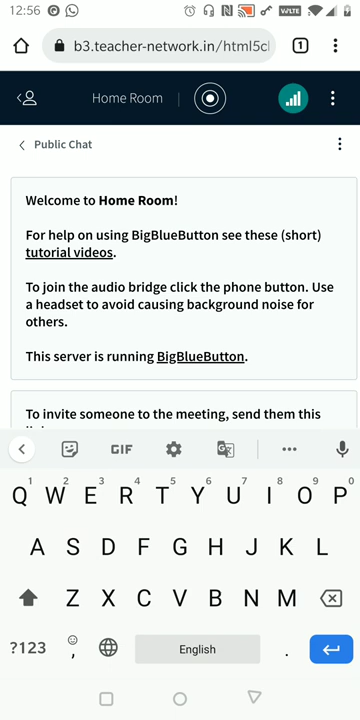 12:56
VoLTE
b3.teacher-network.in/html5cl
1
Home Room
Public Chat
Welcome to Home Room!
For help on using BigBlueButton see these (short)
tutorial videos.
To join the audio bridge click the phone button. Use
a headset to avoid causing background noise for
others.
This server is running BigBlueButton.
To invite someone to the meeting, send them this
GIF
1 2 3 4 5 6 7 8 9 0
Q W E R T Y U I O P
A S D F G H J K L
Z X C V B N M
?123 , English .